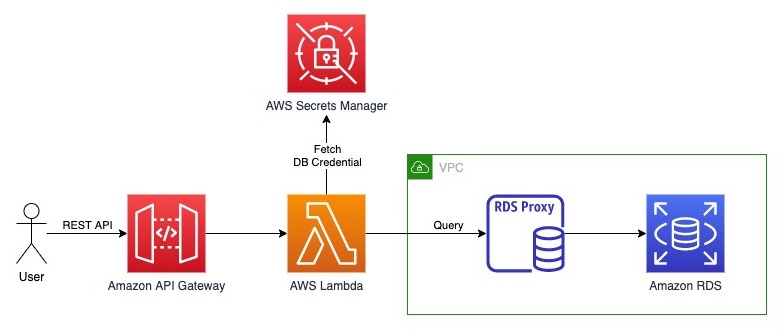 AWS Secrets Manager
Fetch
DB Credential
VPC
REST API
RDS Proxy
Query
User
Amazon API Gateway
AWS Lambda
Amazon RDS